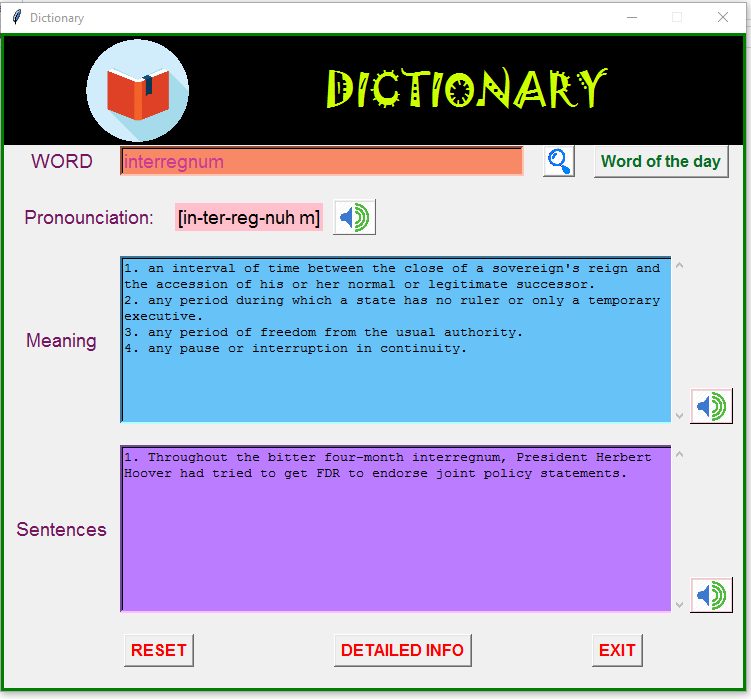 Dictionary
DICTIONARY
WORD interregnum Word of the day
Pronounciation: [in-ter-reg-nuh m]
Meaning
1. an interval of time between the close of a sovereign's reign and
the accession of his or her normal or legitimate successor.
2. any period during which a state has no ruler or only a temporary
executive.
3. any period of freedom from the usual authority.
4. any pause or interruption in continuity.
Sentences
1. Throughout the bitter four-month interregnum, President Herbert
Hoover had tried to get FDR to endorse joint policy statements.
RESET DETAILED INFO EXIT